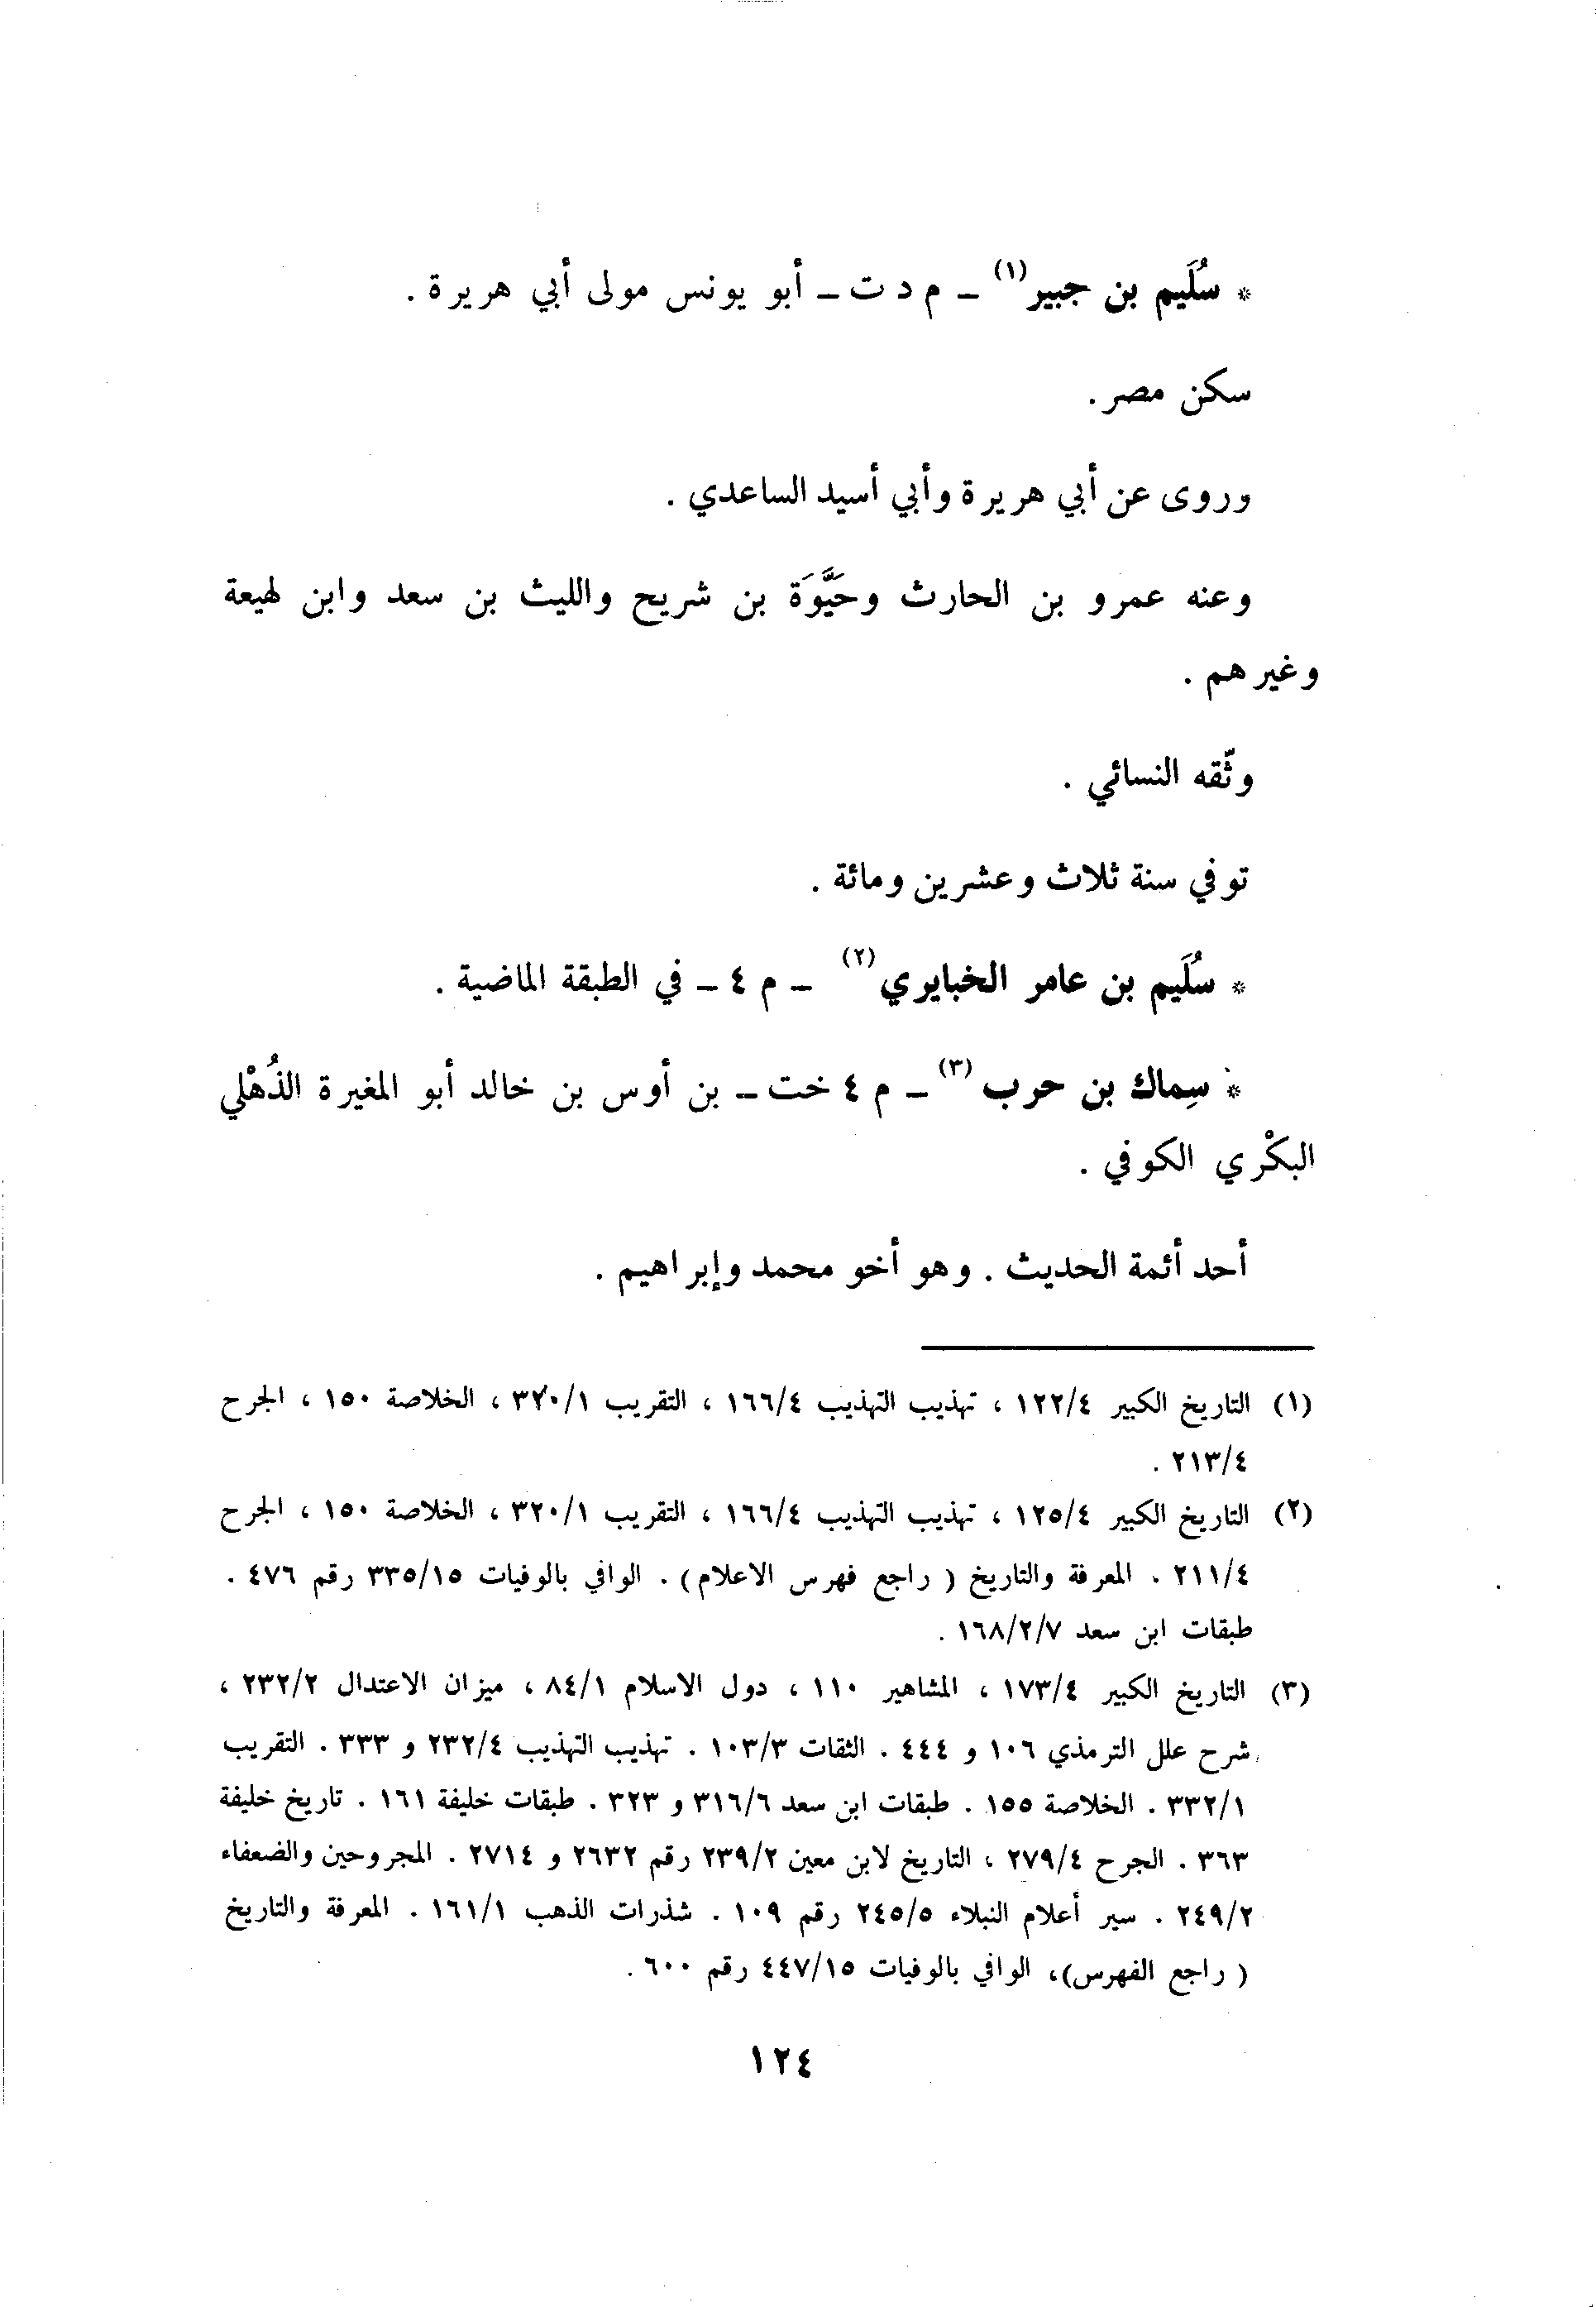 * سُلَيم بن جبير(١) ـ م د ت ـ أبو يونس مولى أبي هريرة .
سكن مصر .
وروى عن أبي هريرة وأبي أسيد الساعدي .
وعنه عمرو بن الحارث وحَيَّوَة بن شريح والليث بن سعد وابن لهيعة
وغيرهم .
وثّقه النسائي .
توفي سنة ثلاث وعشرين ومائة .
* سُلَيم بن عامر الخبايري(٢) ـ م ٤ ـ في الطبقة الماضية .
* سِماك بن حرب(٣) ـ م ٤ خت ـ بن أوس بن خالد أبو المغيرة الذُهْلي
البكْري الكوفي .
أحد أئمة الحديث . وهو أخو محمد وإبراهيم .
(١) التاريخ الكبير ١٢٢/٤ ، تهذيب التهذيب ١٦٦/٤ ، التقريب ٣٢٠/١ ، الخلاصة ١٥٠ ، الجرح
٢١٣/٤ .
(٢) التاريخ الكبير ١٢٥/٤ ، تهذيب التهذيب ١٦٦/٤ ، التقريب ٣٢٠/١ ، الخلاصة ١٥٠ ، الجرح
٢١١/٤ . المعرفة والتاريخ ( راجع فهرس الاعلام) . الوافي بالوفيات ٣٣٥/١٥ رقم ٤٧٦ .
طبقات ابن سعد ١٦٨/٢/٧ .
(٣) التاريخ الكبير ١٧٣/٤ ، المشاهير ١١٠ ، دول الاسلام ٨٤/١ ، ميزان الاعتدال ٢٣٢/٢ ،
شرح علل الترمذي ١٠٦ و ٤٤٤ . الثقات ١٠٣/٣ . تهذيب التهذيب ٢٣٢/٤ و ٣٣٣ . التقريب
٣٣٢/١ . الخلاصة ١٥٥ . طبقات ابن سعد ٣١٦/٦ و ٣٢٣ . طبقات خليفة ١٦١ . تاريخ خليفة
٣٦٣ . الجرح ٢٧٩/٤ ، التاريخ لابن معين ٢٣٩/٢ رقم ٢٦٣٢ و ٢٧١٤ . المجروحين والضعفاء
٢٤٩/٢ . سير أعلام النبلاء ٢٤٥/٥ رقم ١٠٩ . شذرات الذهب ١٦١/١ . المعرفة والتاريخ
( راجع الفهرس)، الوافي بالوفيات ٤٤٧/١٥ رقم ٦٠٠ .
١٢٤